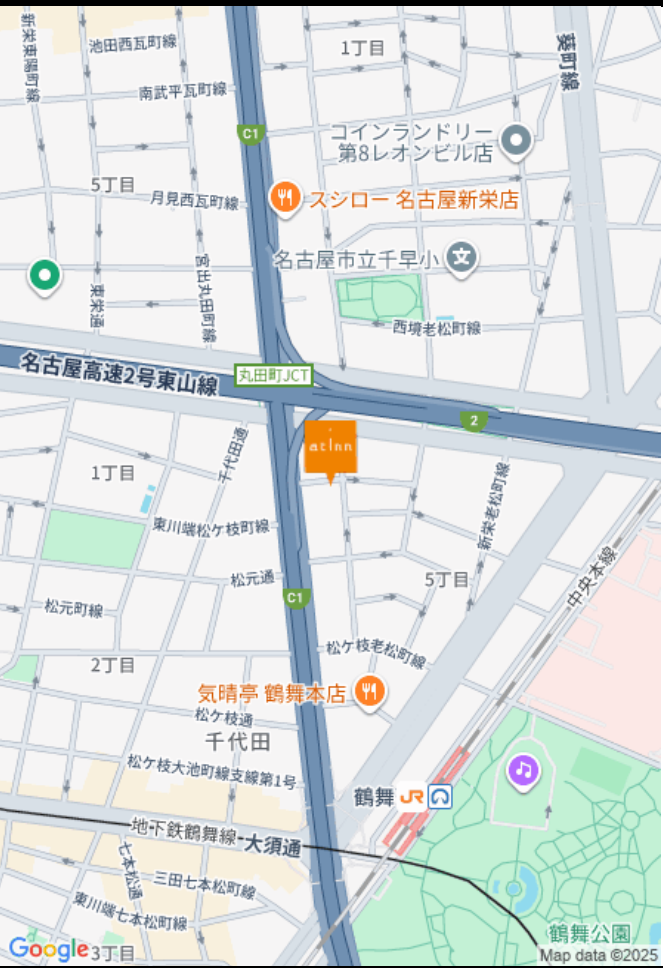 新栄東陽町線
池田西瓦町線
1丁目
葵町線
南武平瓦町線
C1
コインランドリー
第8レオンビル店
5丁目
月見西瓦町線
スシロー 名古屋新栄店
名古屋市立千早小
文
宮出丸田町線
東栄通
西境老松町線
名古屋高速2号東山線
丸田町JCT
2
at inn
千代田通
1丁目
新栄老松町線
東川端松ケ枝町線
中央本線
松元通
5丁目
C1
松元町線
松ケ枝老松町線
2丁目
気晴亭 鶴舞本店
松ケ枝通
千代田
松ケ枝大池町線支線第1号
鶴舞 JR
地下鉄鶴舞線
大須通
七本松通
三田七本松町線
東川端七本松町線
鶴舞公園
Google
3丁目
Map data ©2025